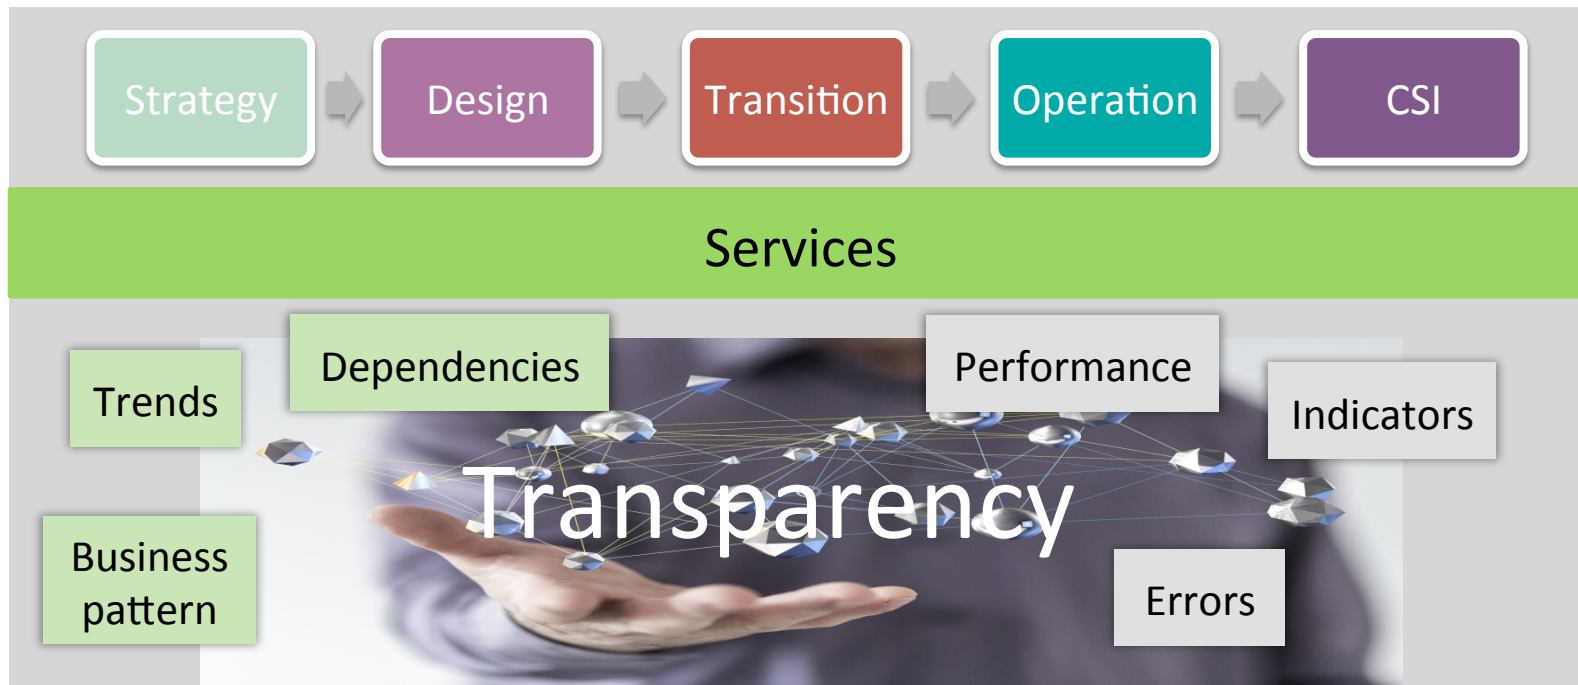 Strategy
Design
Transition
Operation
CSI
Services
Trends
Dependencies
Performance
Indicators
Transparency
Business
pattern
Errors